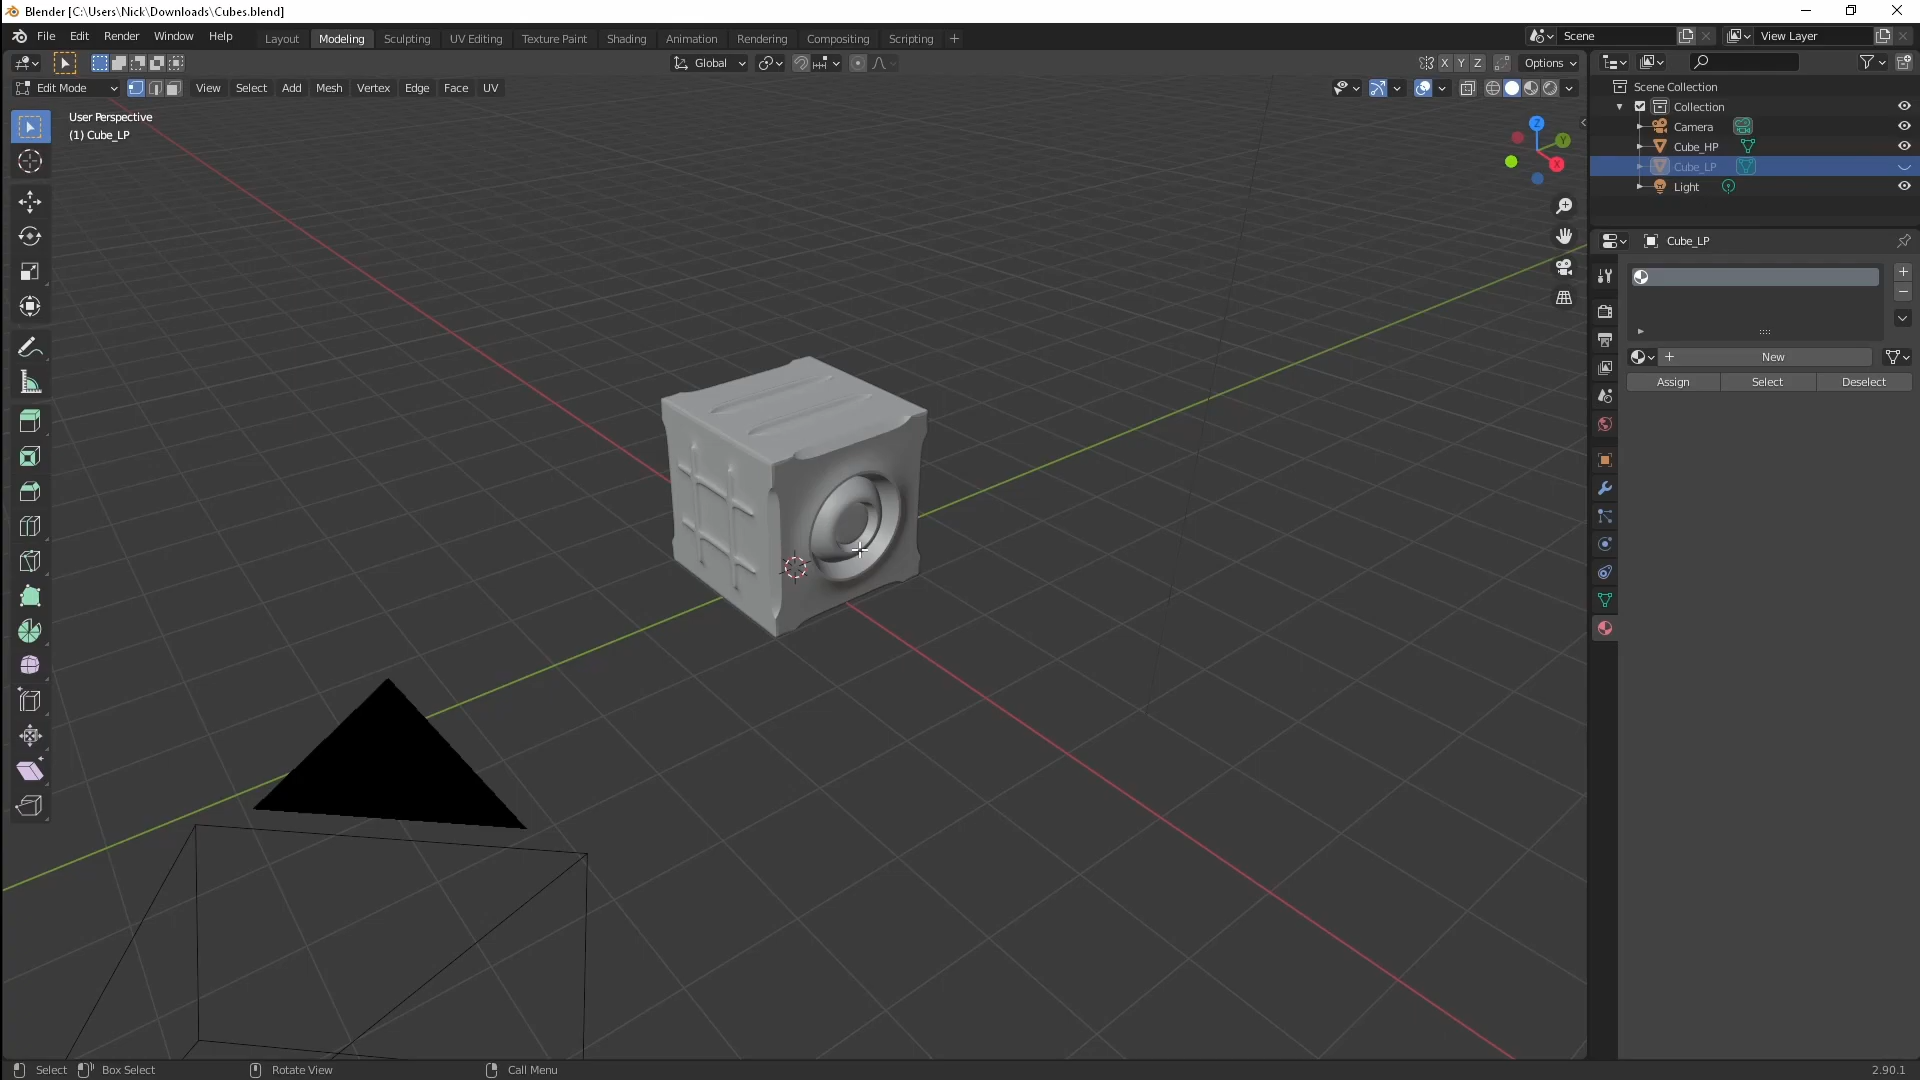 Blender [C:\Users\Nick\Downloads\Cubes.blend]
File Edit Render Window Help Layout Modeling Sculpting UV Editing Texture Paint Shading Animation Rendering Compositing Scripting + Scene View Layer
Global X Y Z Options
Edit Mode View Select Add Mesh Vertex Edge Face UV
User Perspective
(1) Cube_LP
Z
Y
X
Scene Collection
Collection
Camera
Cube_HP
Cube_LP
Light
Cube_LP
New
Assign Select Deselect
Select Box Select Rotate View Call Menu 2.90.1